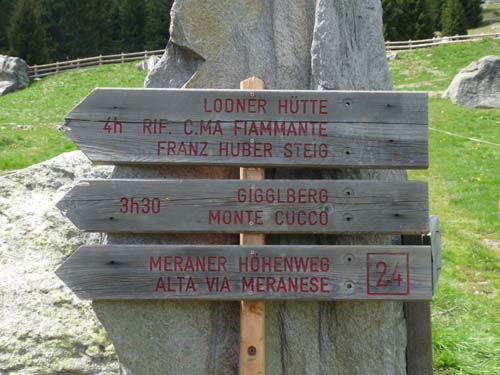 LODNER HÜTTE
4h RIF. C.MA FIAMMANTE
FRANZ HUBER STEIG
GIGGLBERG
3h30 MONTE CUCCO
MERANER HÖHENWEG
ALTA VIA MERANESE
24